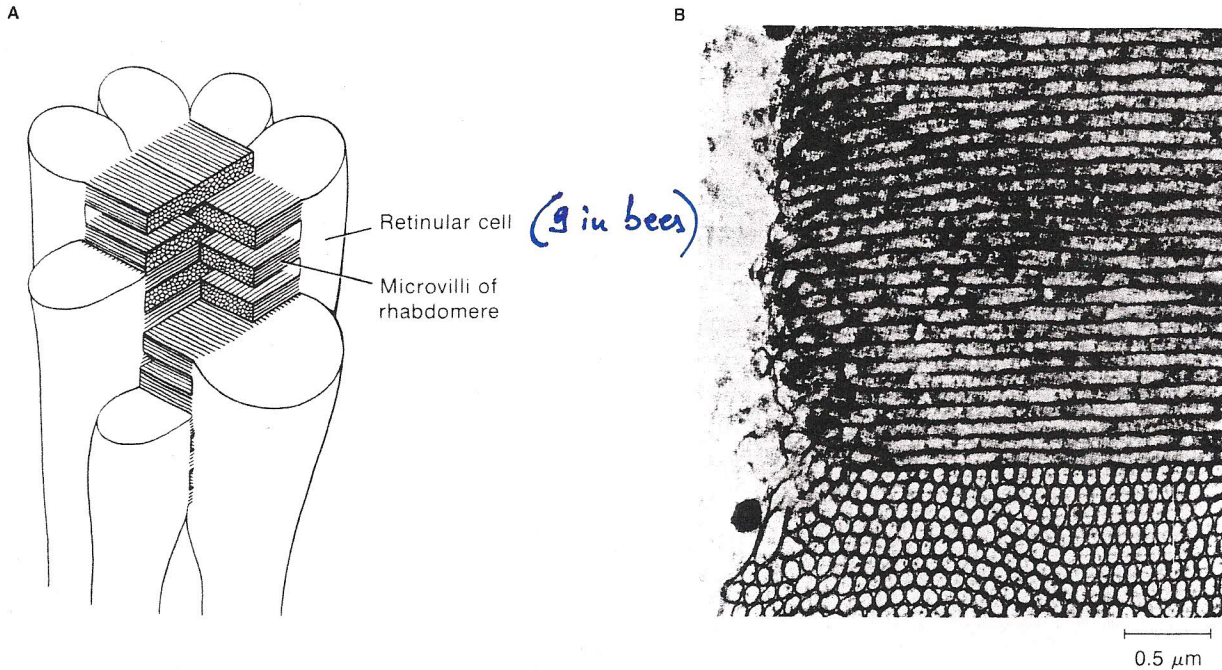 A
B
Retinular cell (9 in bees)
Microvilli of
rhabdomere
0.5 μm